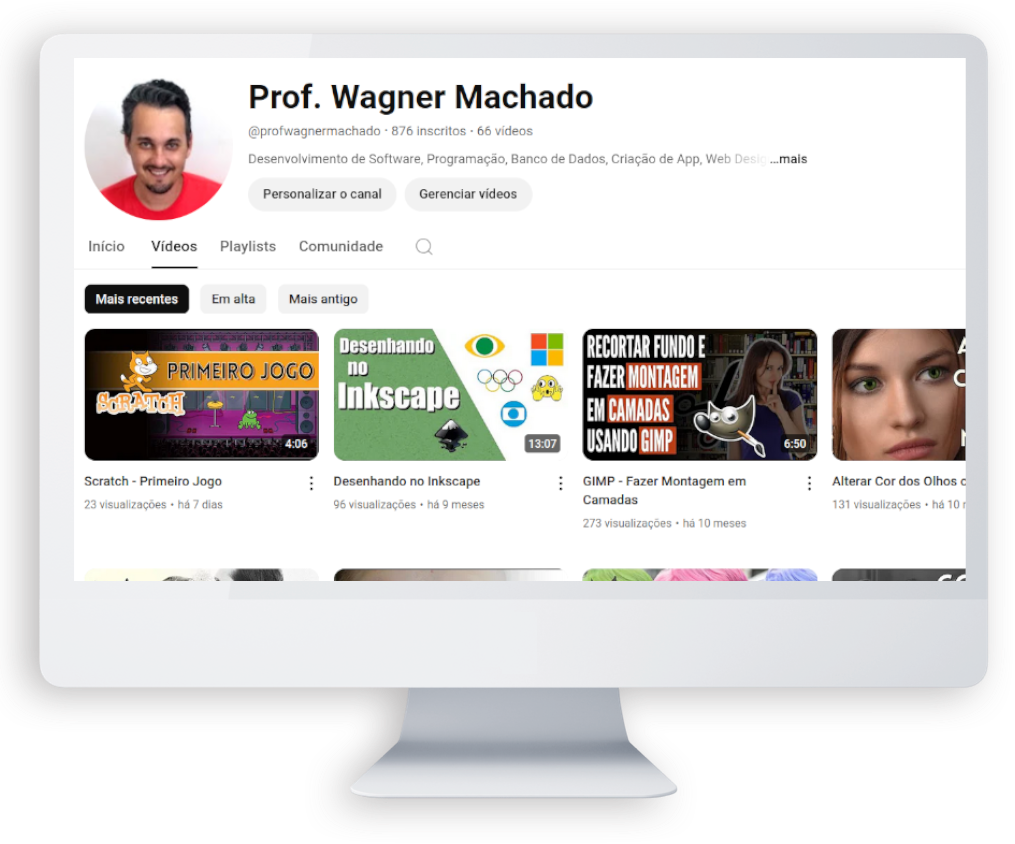 Prof. Wagner Machado
@profwagnermachado · 876 inscritos · 66 vídeos
Desenvolvimento de Software, Programação, Banco de Dados, Criação de App, Web Desig ...mais
Personalizar o canal
Gerenciar vídeos
Início
Vídeos
Playlists
Comunidade
Mais recentes
Em alta
Mais antigo
PRIMEIRO JOGO
SCRATCH
4:06
Desenhando
no
Inkscape
13:07
RECORTAR FUNDO E
FAZER MONTAGEM
EM CAMADAS
USANDO GIMP
6:50
Scratch - Primeiro Jogo
23 visualizações • há 7 dias
Desenhando no Inkscape
96 visualizações • há 9 meses
GIMP - Fazer Montagem em
Camadas
273 visualizações • há 10 meses
Alterar Cor dos Olhos
131 visualizações • há 10